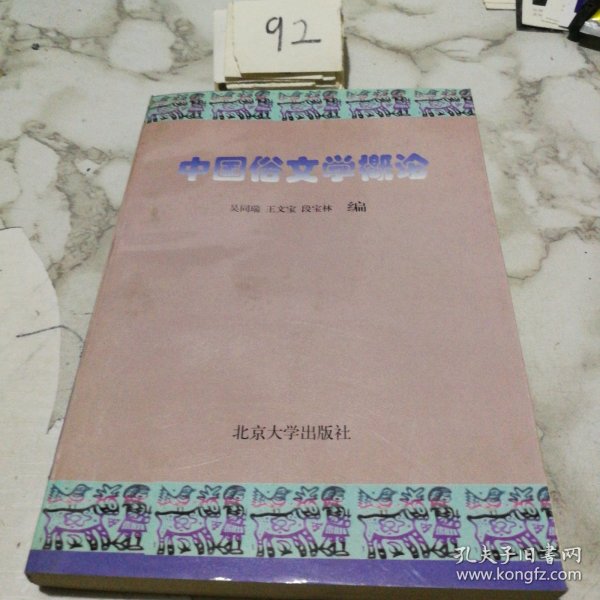 92
中国俗文学概论
吴同瑞 王文宝 段宝林 编
北京大学出版社
孔夫子旧书网
www.kongfz.com